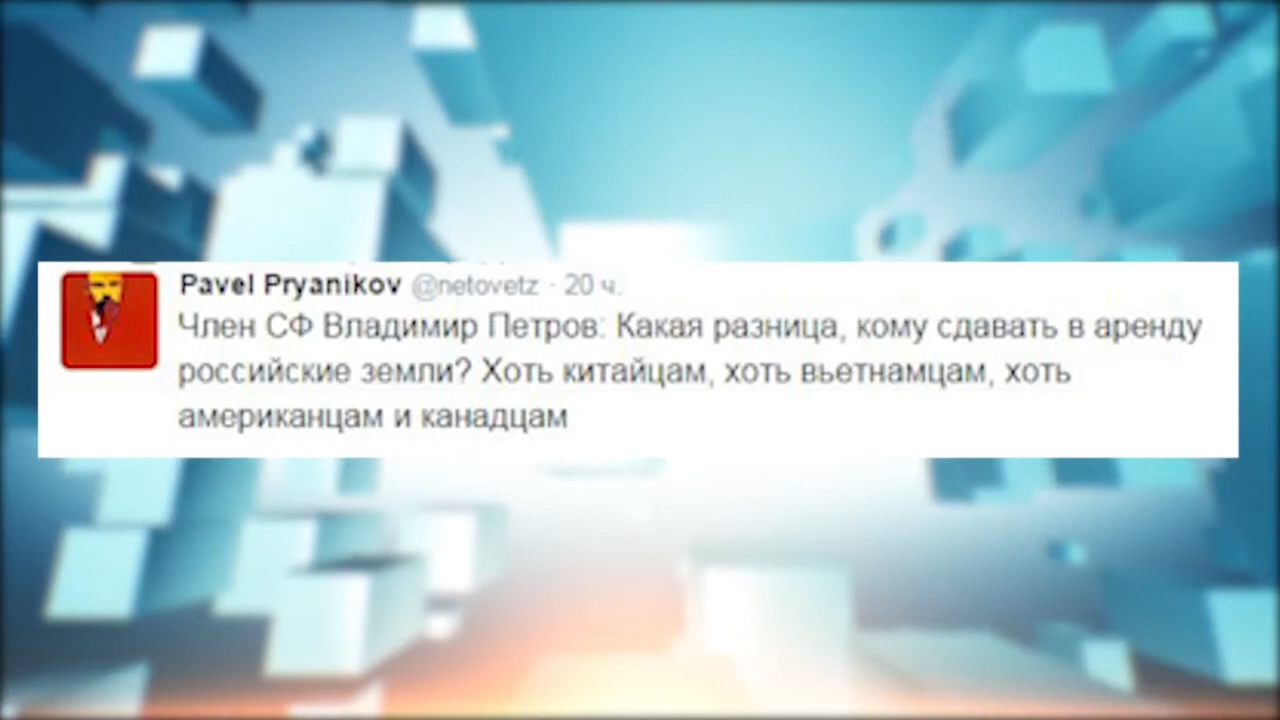 Pavel Pryanikov @netovetz · 20 ч.
Член СФ Владимир Петров: Какая разница, кому сдавать в аренду
российские земли? Хоть китайцам, хоть вьетнамцам, хоть
американцам и канадцам